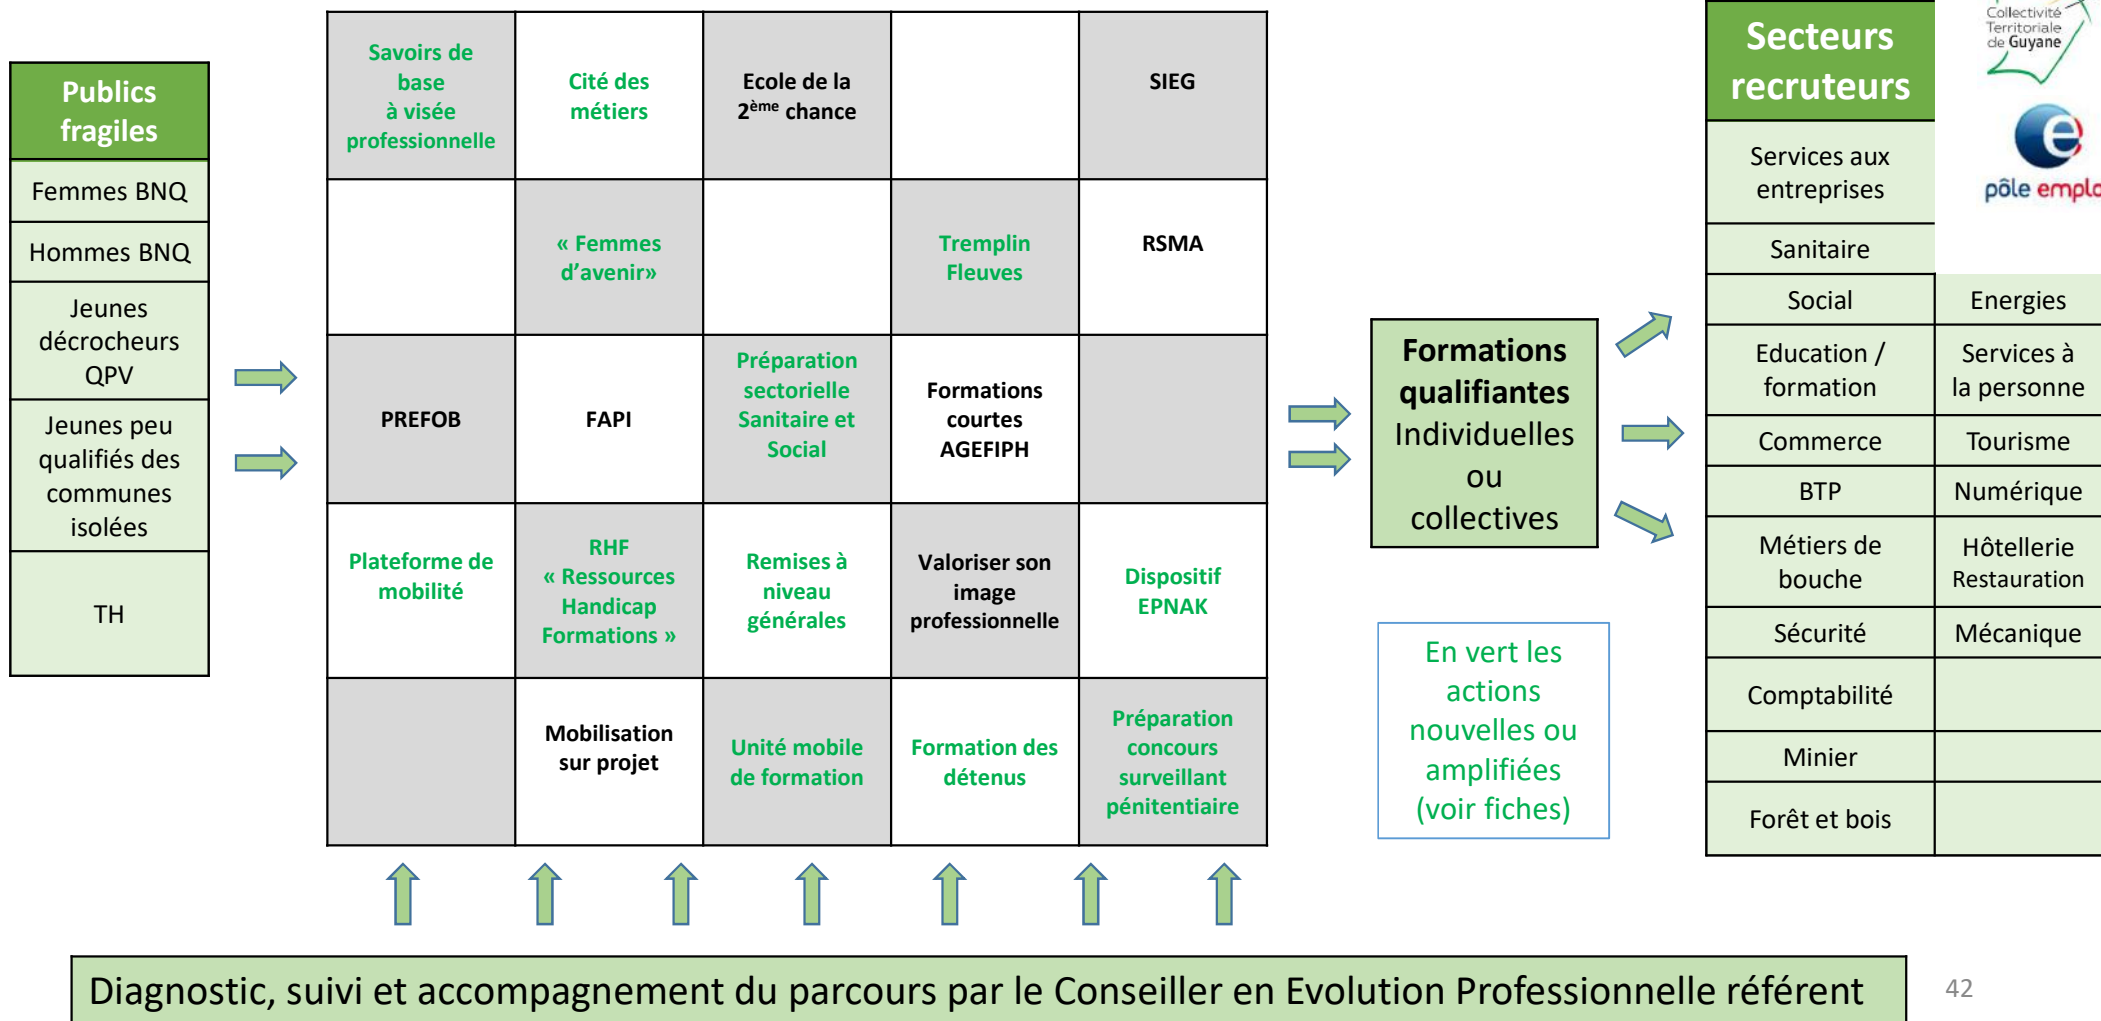 Publics
fragiles
Femmes BNQ
Hommes BNQ
Jeunes
décrocheurs
QPV
Jeunes peu
qualifiés des
communes
isolées
TH
Savoirs de
base
à visée
professionnelle
Cité des
métiers
Ecole de la
2ème chance
SIEG
« Femmes
d’avenir»
Tremplin
Fleuves
RSMA
PREFOB
FAPI
Préparation
sectorielle
Sanitaire et
Social
Formations
courtes
AGEFIPH
Plateforme de
mobilité
RHF
« Ressources
Handicap
Formations »
Remises à
niveau
générales
Valoriser son
image
professionnelle
Dispositif
EPNAK
Mobilisation
sur projet
Unité mobile
de formation
Formation des
détenus
Préparation
concours
surveillant
pénitentiaire
Formations
qualifiantes
Individuelles
ou
collectives
En vert les
actions
nouvelles ou
amplifiées
(voir fiches)
Secteurs
recruteurs
Services aux
entreprises
Sanitaire
Social
Energies
Education /
formation
Services à
la personne
Commerce
Tourisme
BTP
Numérique
Métiers de
bouche
Hôtellerie
Restauration
Sécurité
Mécanique
Comptabilité
Minier
Forêt et bois
Collectivité
Territoriale
de Guyane
e
pôle emplo
Diagnostic, suivi et accompagnement du parcours par le Conseiller en Evolution Professionnelle référent
42